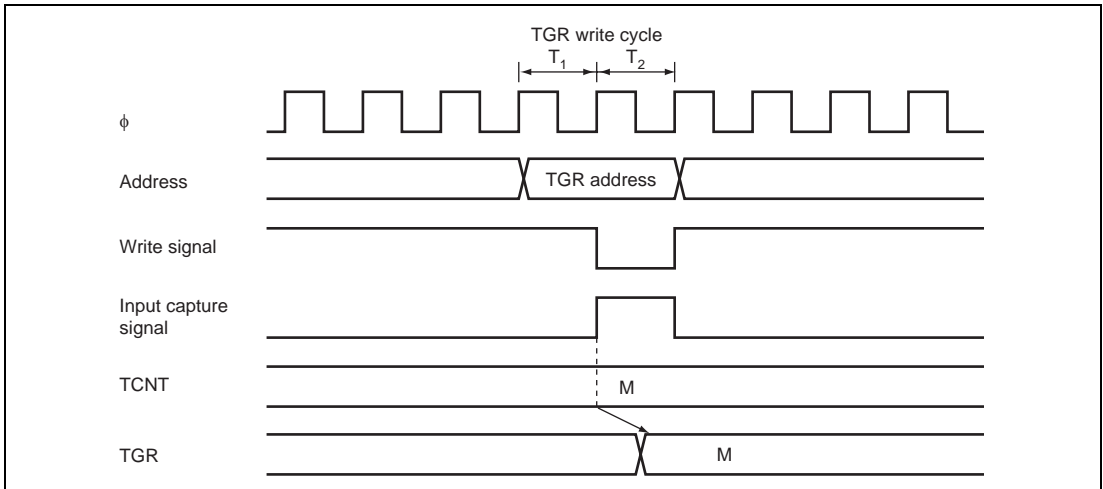 TGR write cycle
T1 T2
ϕ
Address
TGR address
Write signal
Input capture
signal
TCNT
M
TGR
M